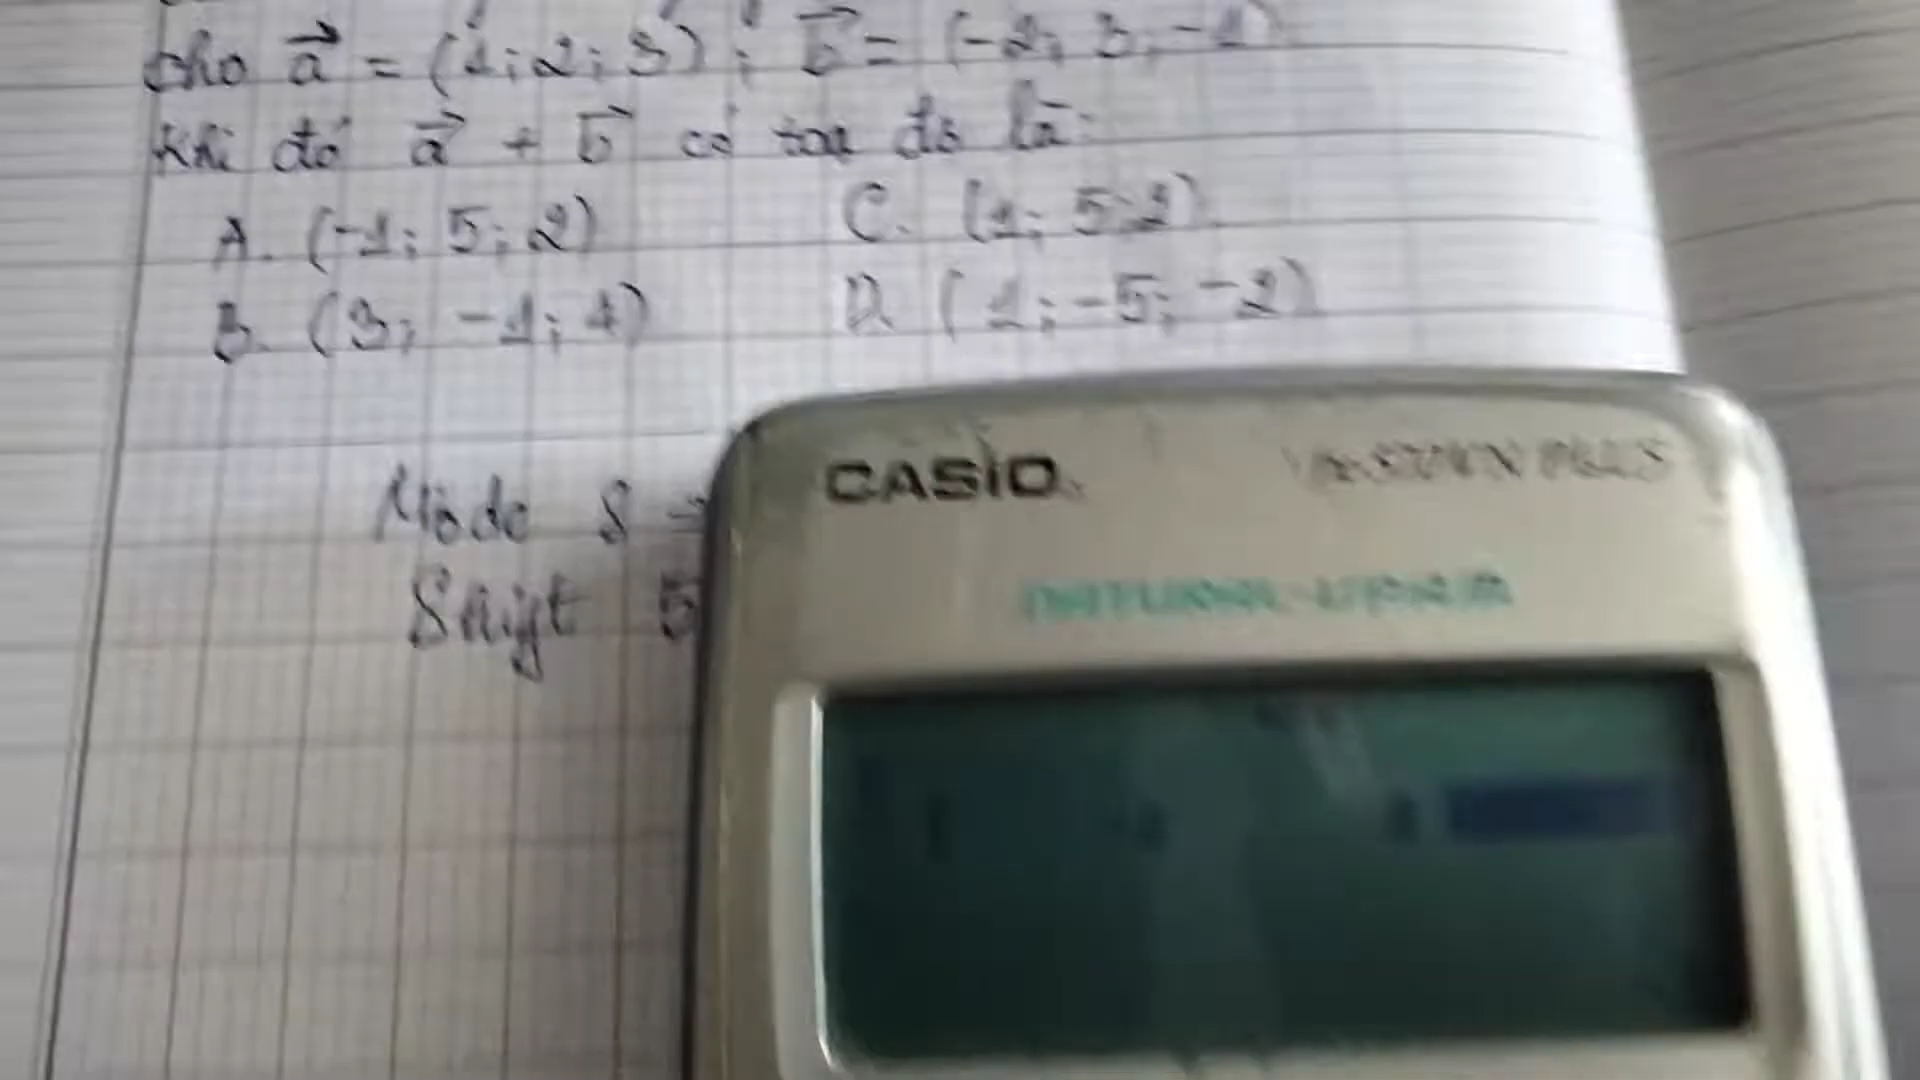 cho a⃗ = (1; 2; 3); b⃗ = (-2; 3; -1)
Khi đó a⃗ + b⃗ có tọa độ là:
A. (-1; 5; 2)
C. (1; 5; 2)
B. (3; -1; 4)
D. (1; -5; -2)
Mode 8
Shift 5
CASIO